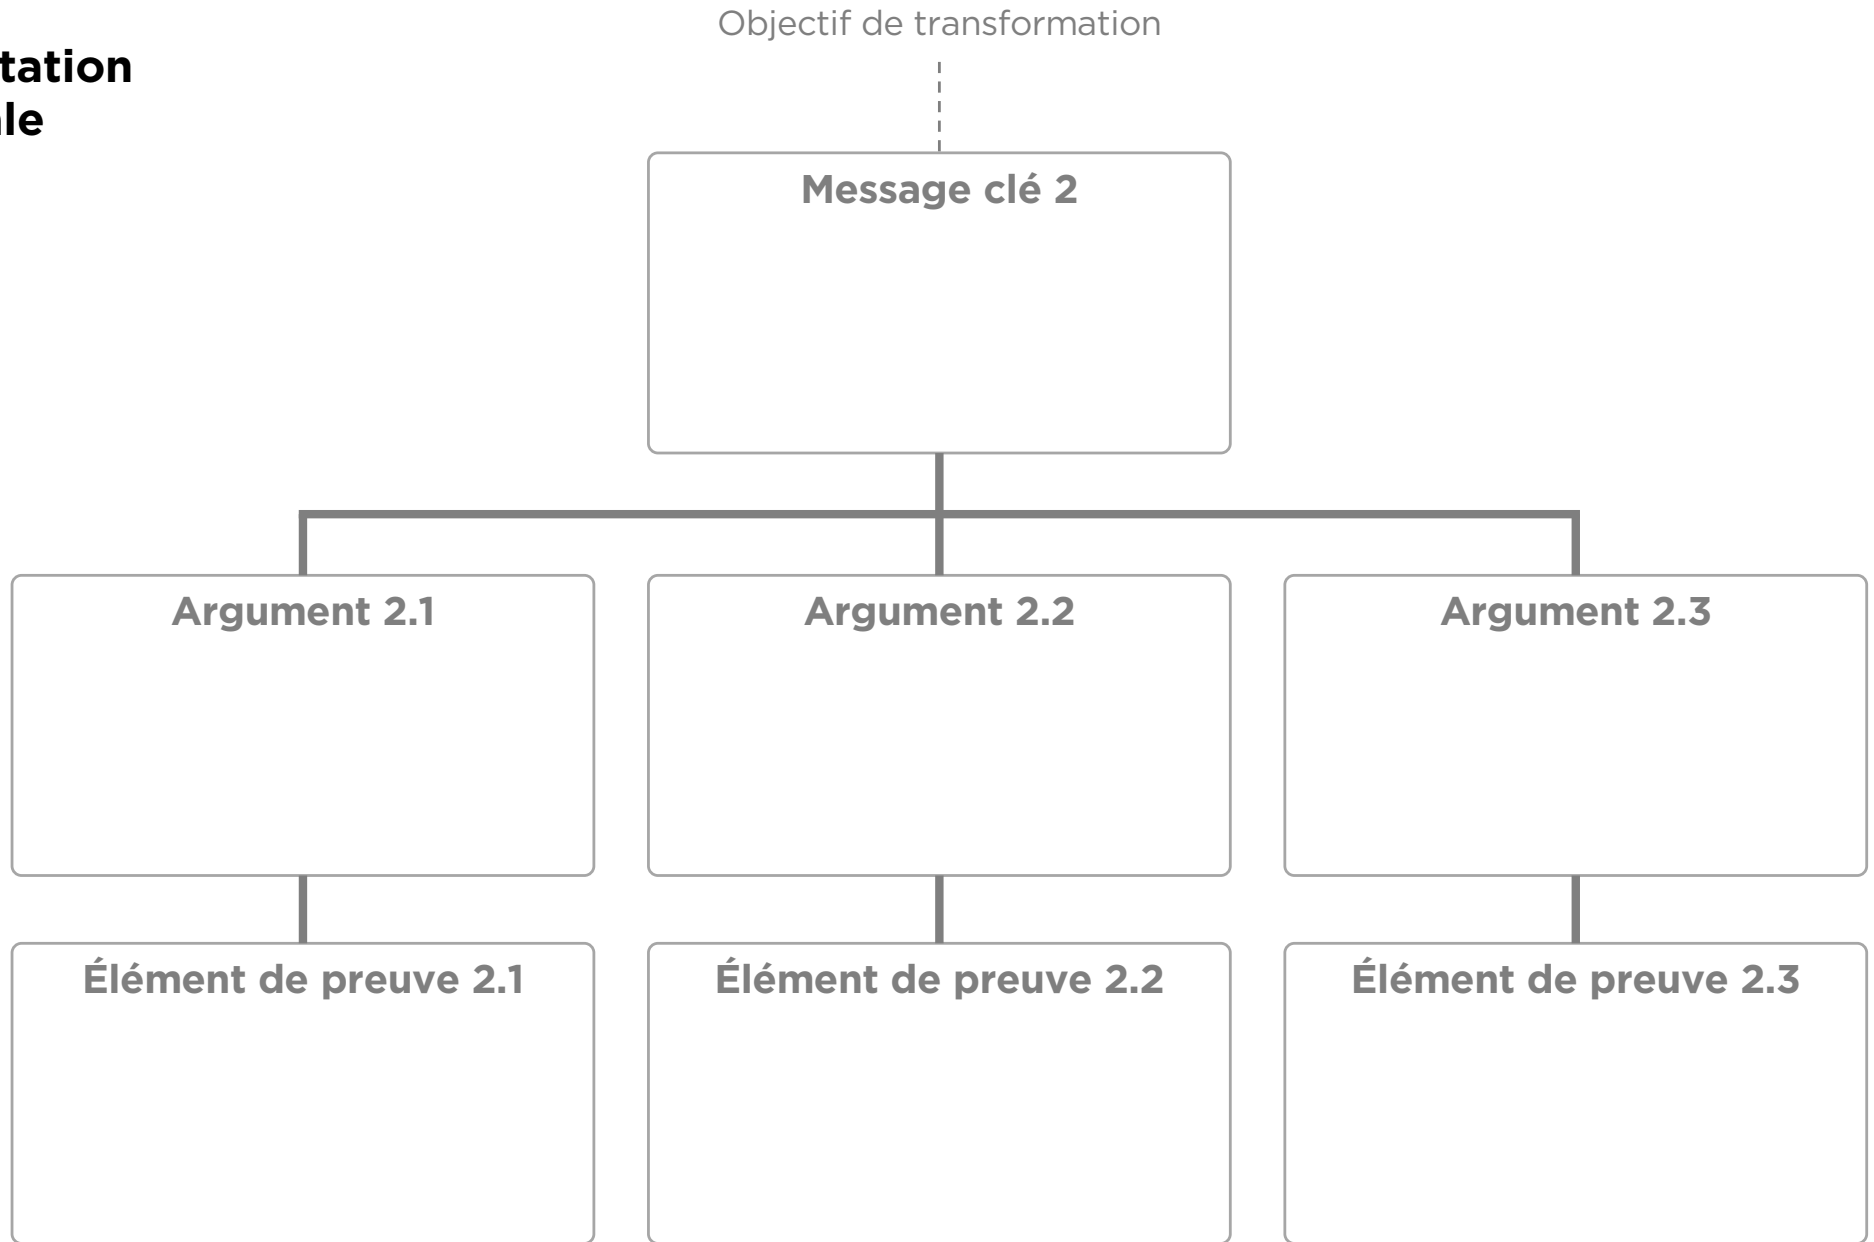 Objectif de transformation
tation
le
Message clé 2
Argument 2.1
Argument 2.2
Argument 2.3
Élément de preuve 2.1
Élément de preuve 2.2
Élément de preuve 2.3